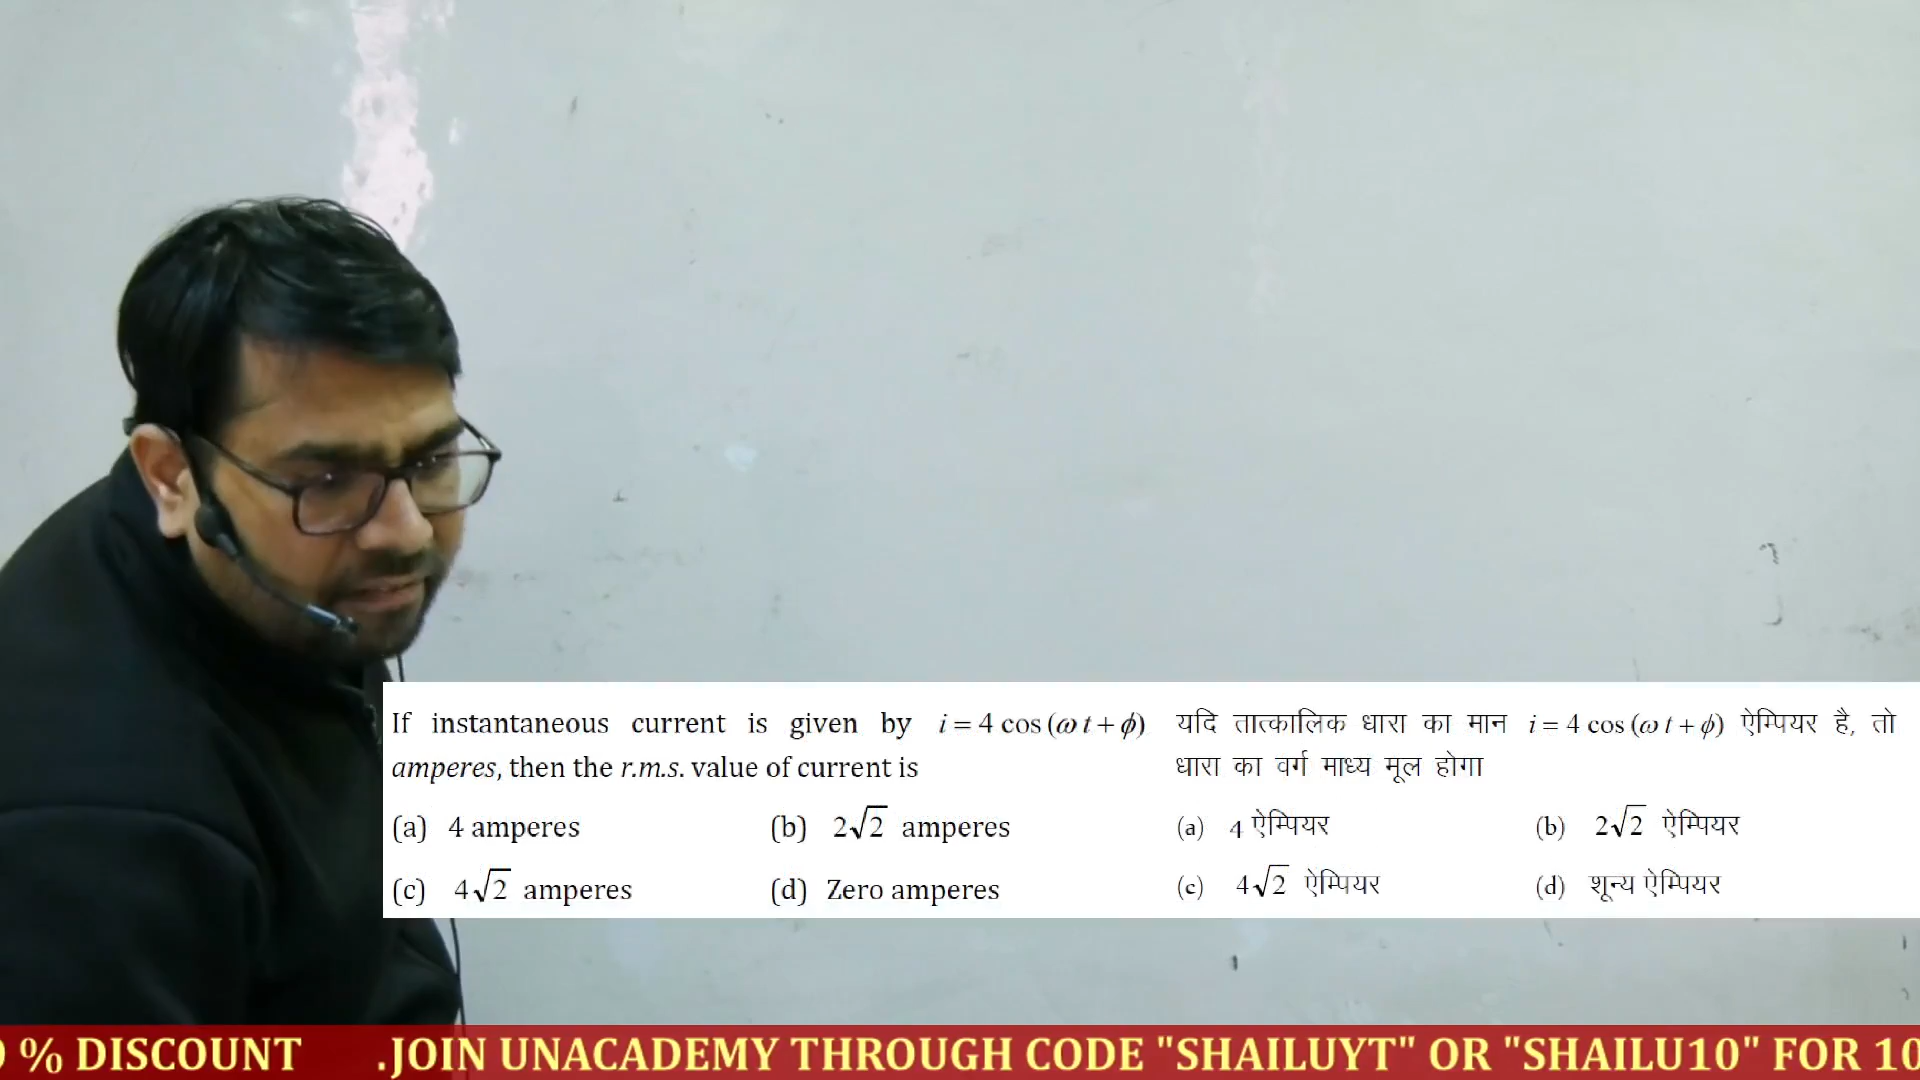 If instantaneous current is given by i = 4 cos (ω t + ϕ)
amperes, then the r.m.s. value of current is
(a) 4 amperes (b) 2√2 amperes
(c) 4√2 amperes (d) Zero amperes
यदि तात्कालिक धारा का मान i = 4 cos (ω t + ϕ) ऐम्पियर है, तो
धारा का वर्ग माध्य मूल होगा
(a) 4 ऐम्पियर (b) 2√2 ऐम्पियर
(c) 4√2 ऐम्पियर (d) शून्य ऐम्पियर
0 % DISCOUNT .JOIN UNACADEMY THROUGH CODE "SHAILUYT" OR "SHAILU10" FOR 10